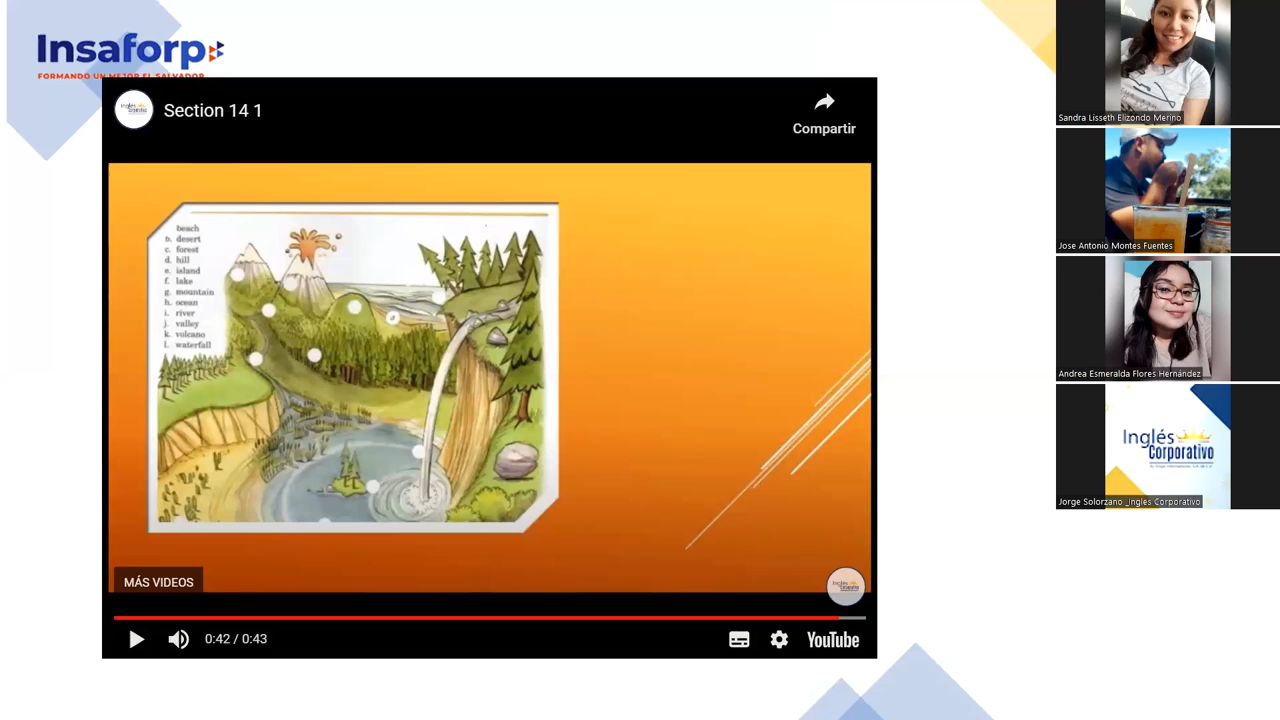 Insaforp
FORMANDO UN MEJOR EL SALVADOR
Section 14 1
Compartir
beach
b. desert
c. forest
d. hill
e. island
f. lake
g. mountain
h. ocean
i. river
j. valley
k. volcano
l. waterfall
a
MÁS VIDEOS
0:42 / 0:43
YouTube
Sandra Lisseth Elizondo Merino
Jose Antonio Montes Fuentes
Andrea Esmeralda Flores Hernández
Inglés
Corporativo
Jorge Solorzano _Ingles Corporativo